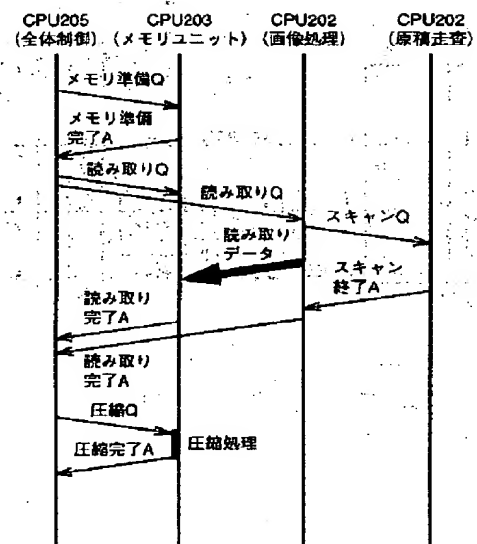 CPU205 CPU203 CPU202 CPU202
(全体制御) (メモリユニット) (画像処理) (原稿走査)
メモリ準備Q
メモリ準備
完了A
読み取りQ
読み取りQ
スキャンQ
読み取り
データ
スキャン
終了A
読み取り
完了A
読み取り
完了A
圧縮Q
圧縮処理
圧縮完了A